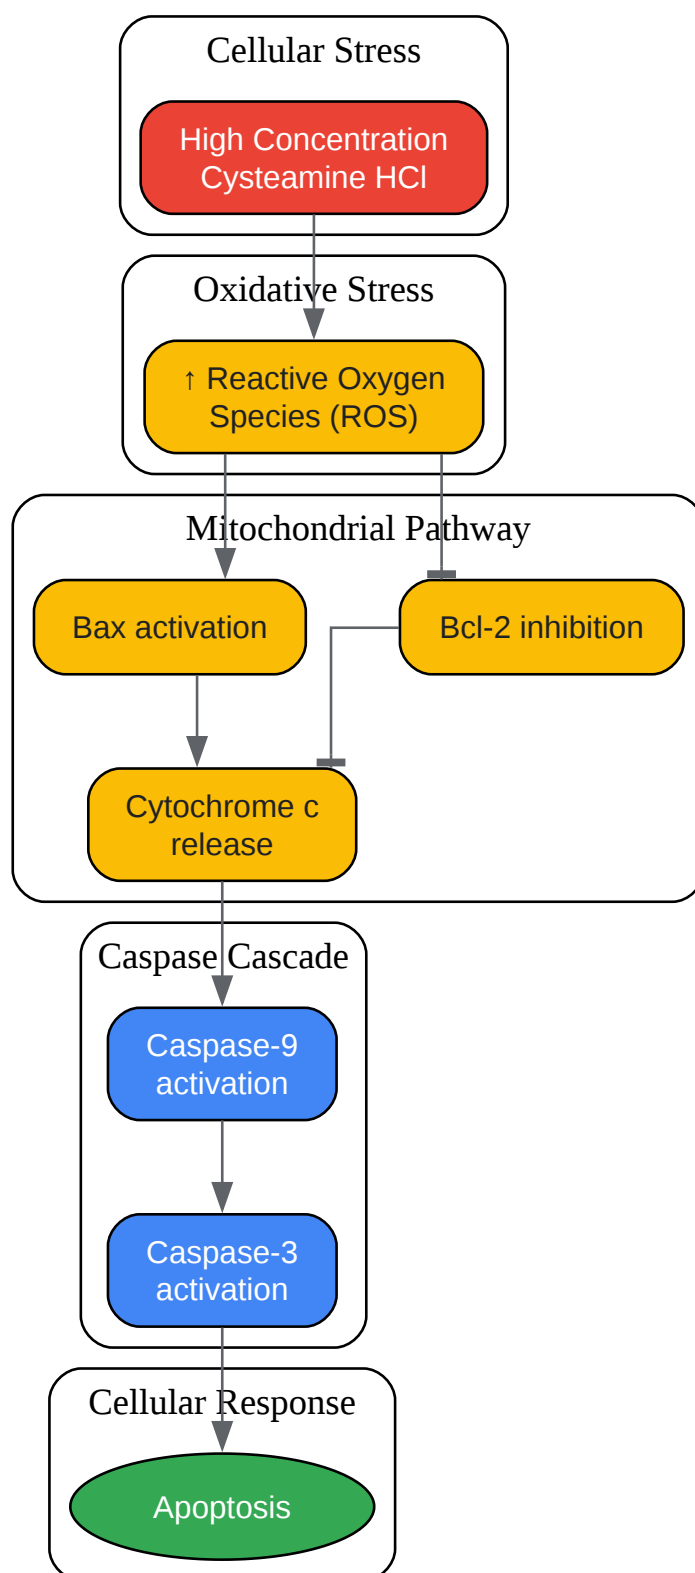 Cellular Stress
High Concentration
Cysteamine HCl
Oxidative Stress
↑ Reactive Oxygen
Species (ROS)
Mitochondrial Pathway
Bax activation
Bcl-2 inhibition
Cytochrome c
release
Caspase Cascade
Caspase-9
activation
Caspase-3
activation
Cellular Response
Apoptosis